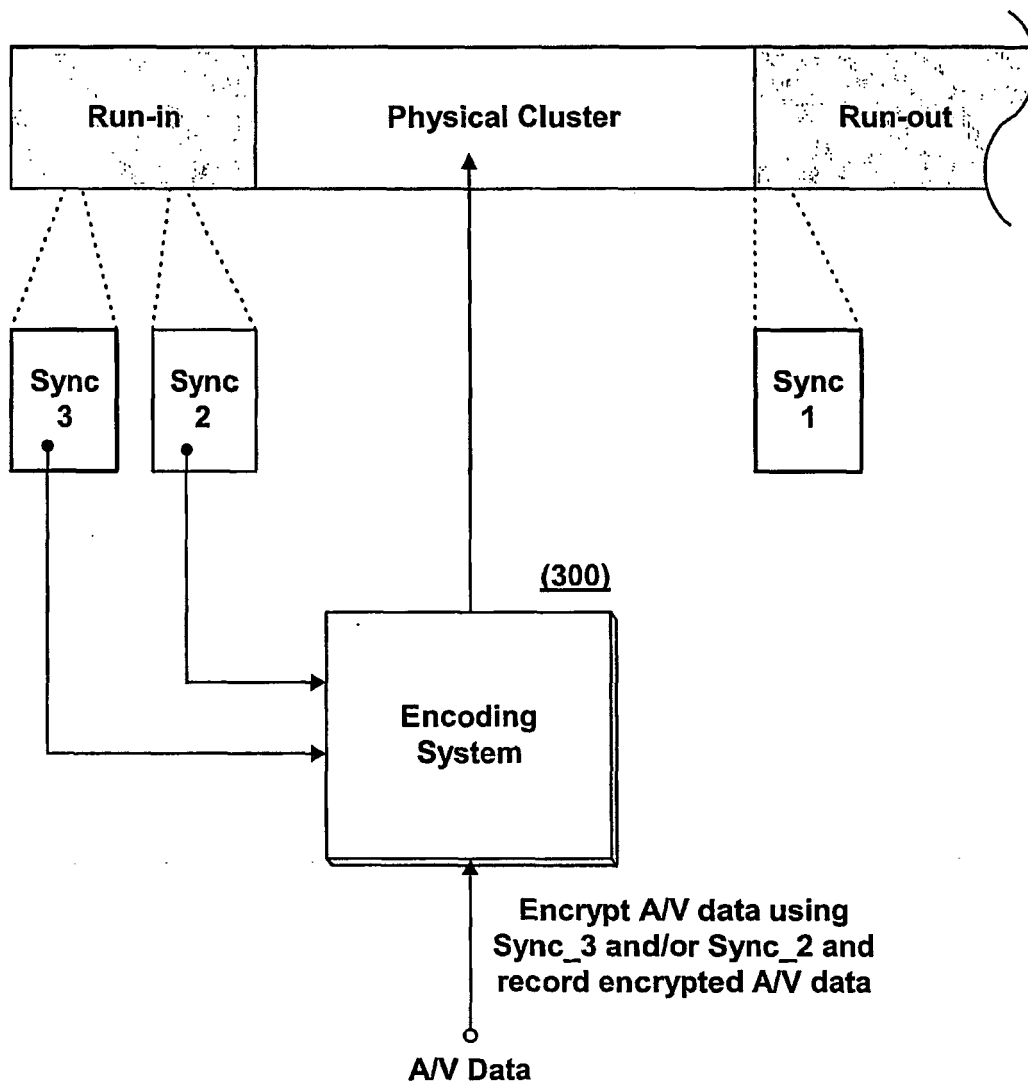 Run-in
Physical Cluster
Run-out
Sync
3
Sync
2
Sync
1
(300)
Encoding
System
Encrypt A/V data using
Sync_3 and/or Sync_2 and
record encrypted A/V data
A/V Data